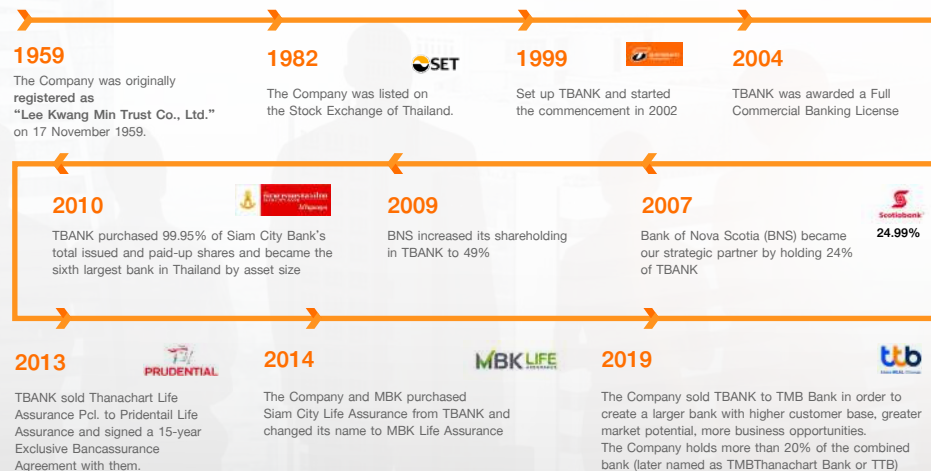 1959
The Company was originally
registered as
“Lee Kwang Min Trust Co., Ltd.”
on 17 November 1959.
1982
SET
The Company was listed on
the Stock Exchange of Thailand.
1999
Set up TBANK and started
the commencement in 2002
2004
TBANK was awarded a Full
Commercial Banking License
2010
TBANK purchased 99.95% of Siam City Bank's
total issued and paid-up shares and became the
sixth largest bank in Thailand by asset size
2009
BNS increased its shareholding
in TBANK to 49%
2007
Scotiabank
24.99%
Bank of Nova Scotia (BNS) became
our strategic partner by holding 24%
of TBANK
2013
PRUDENTIAL
TBANK sold Thanachart Life
Assurance Pcl. to Pridentail Life
Assurance and signed a 15-year
Exclusive Bancassurance
Agreement with them.
2014
MBK LIFE
ASSURANCE
The Company and MBK purchased
Siam City Life Assurance from TBANK and
changed its name to MBK Life Assurance
2019
ttb
The Company sold TBANK to TMB Bank in order to
create a larger bank with higher customer base, greater
market potential, more business opportunities.
The Company holds more than 20% of the combined
bank (later named as TMBThanachart Bank or TTB)